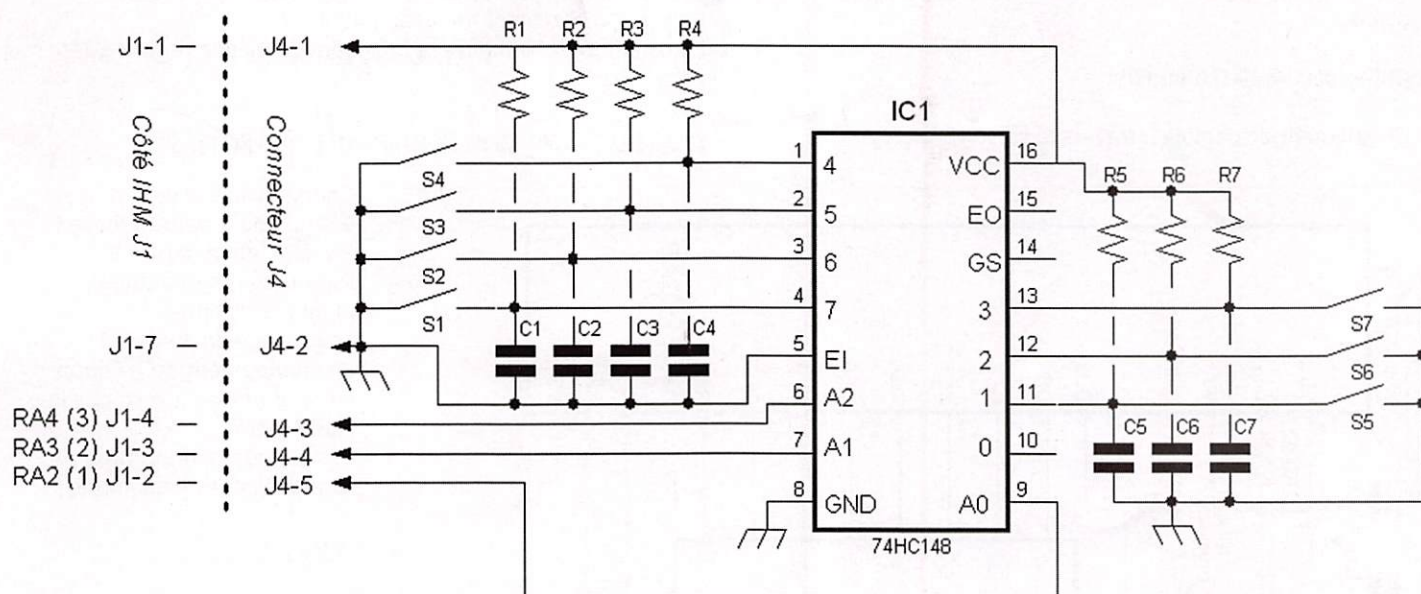 R1 R2 R3 R4
J1-1 J4-1
IC1
Côté IHM J1
Connecteur J4
S4
S3
S2
S1
1 4
2 5
3 6
4 7
5 EI
6 A2
7 A1
8 GND
VCC 16
EO 15
GS 14
3 13
2 12
1 11
0 10
A0 9
R5 R6 R7
S7
S6
S5
C1 C2 C3 C4
C5 C6 C7
J1-7 J4-2
RA4 (3) J1-4 J4-3
RA3 (2) J1-3 J4-4
RA2 (1) J1-2 J4-5
74HC148